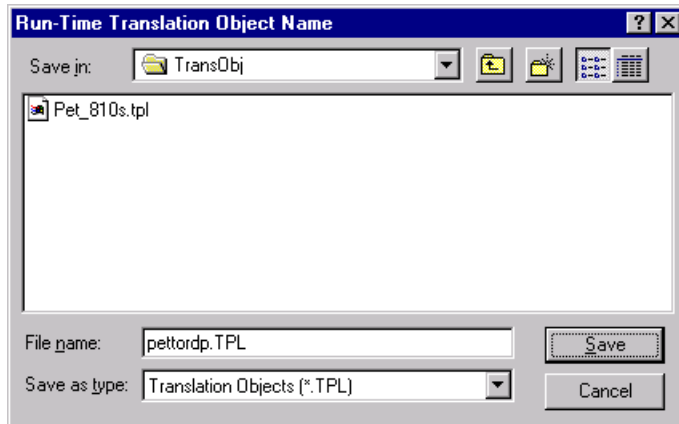 Run-Time Translation Object Name
Save in: TransObj
Pet_810s.tpl
File name: pettordp.TPL Save
Save as type: Translation Objects (*.TPL) Cancel